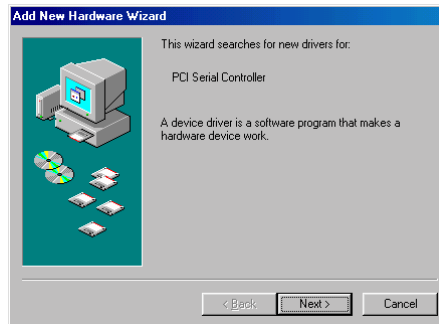 Add New Hardware Wizard
This wizard searches for new drivers for:
PCI Serial Controller
A device driver is a software program that makes a
hardware device work.
< Back
Next >
Cancel